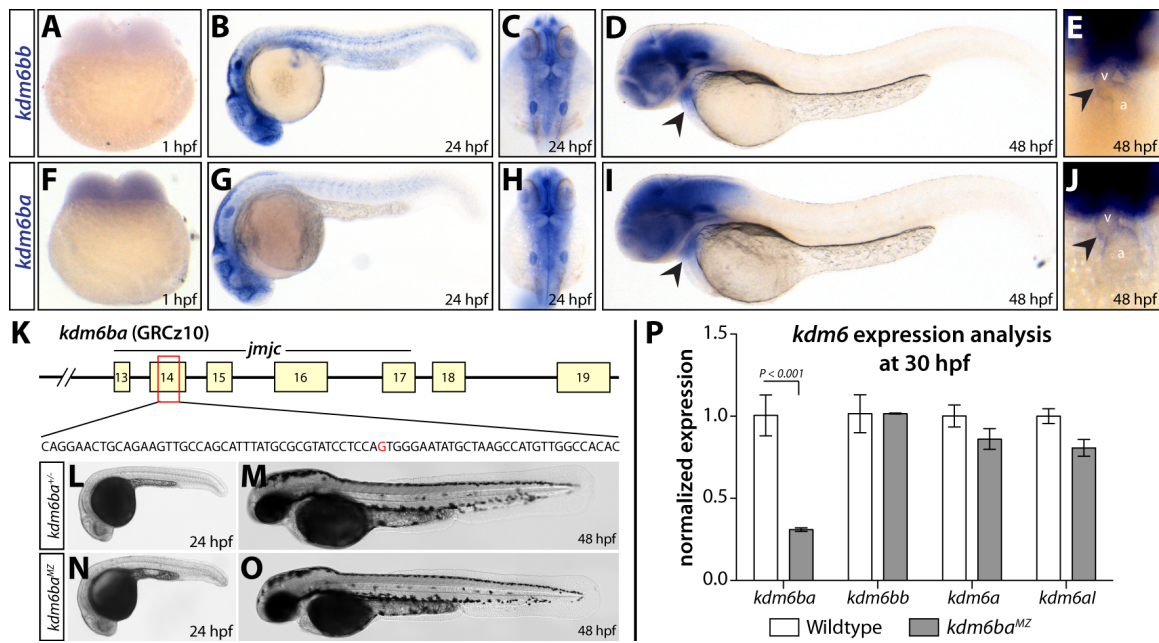 A
B
C
D
E
kdm6bb
v
a
1 hpf
24 hpf
24 hpf
48 hpf
48 hpf
F
G
H
I
J
kdm6ba
v
a
1 hpf
24 hpf
24 hpf
48 hpf
48 hpf
K
kdm6ba (GRCz10)
jmjc
13
14
15
16
17
18
19
CAGGAACTGCAGAAGTTGCCAGCATTTATGCGCGTATCCTCCAGTGGGAATATGCTAAGCCATGTTGGCCACAC
L
M
kdm6ba+/-
24 hpf
48 hpf
N
O
kdm6baMZ
24 hpf
48 hpf
P
kdm6 expression analysis
at 30 hpf
normalized expression
1.5
1.0
0.5
0.0
P < 0.001
kdm6ba
kdm6bb
kdm6a
kdm6al
Wildtype
kdm6baMZ